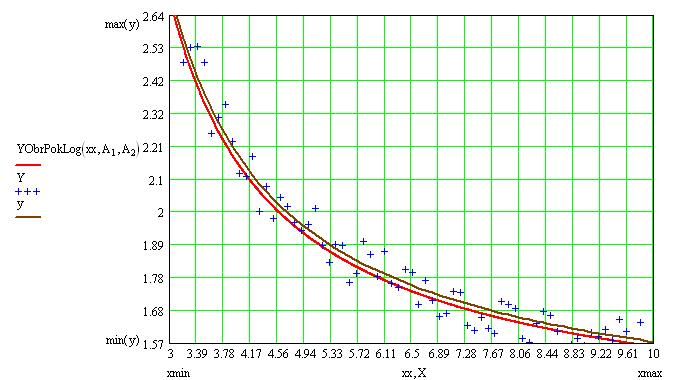 max(y)
2.64
2.53
2.42
2.32
2.21
2.1
2
1.89
1.78
1.68
1.57
min(y)
YObrPokLog(xx, A1, A2)
Y
+++
y
3 3.39 3.78 4.17 4.56 4.94 5.33 5.72 6.11 6.5 6.89 7.28 7.67 8.06 8.44 8.83 9.22 9.61 10
xmin xx, X xmax